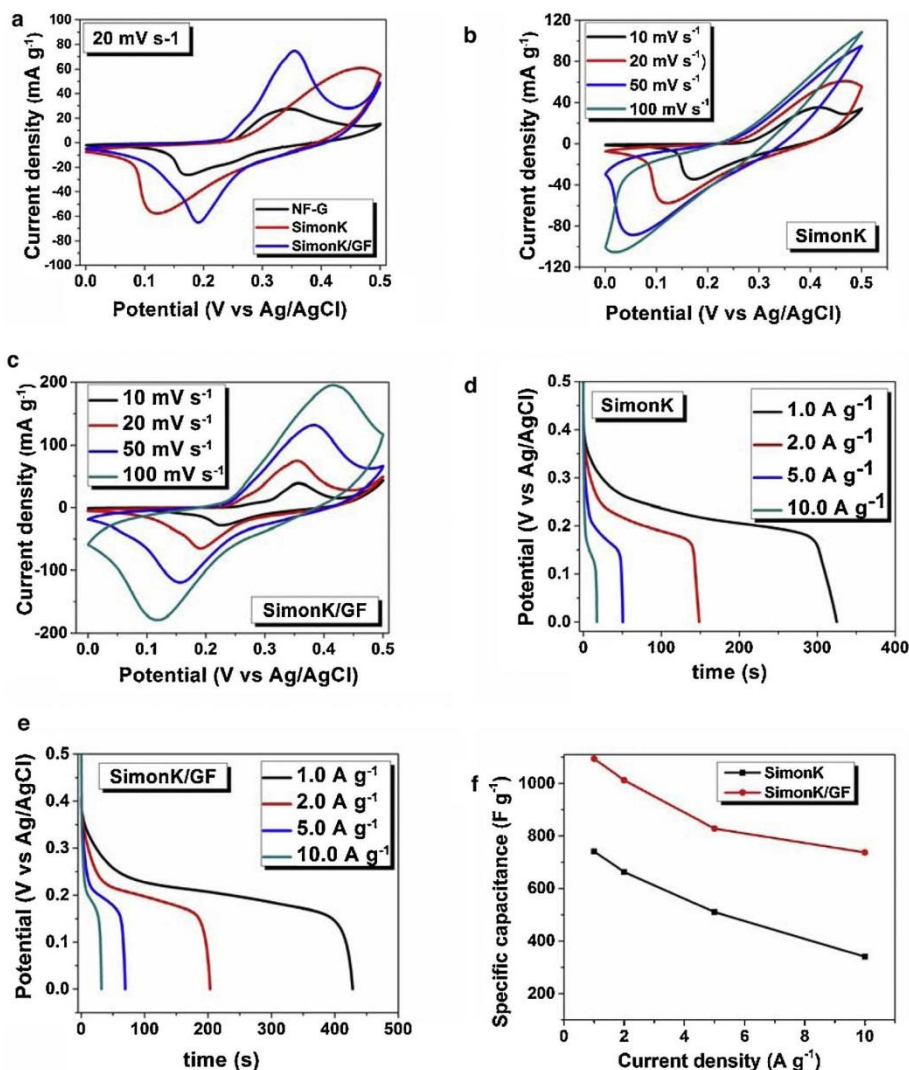 a
20 mV s-1
Current density (mA g⁻¹)
80
60
40
20
0
-20
-40
-60
-80
-100
0.0 0.1 0.2 0.3 0.4 0.5
Potential (V vs Ag/AgCl)
NF-G
SimonK
SimonK/GF
b
10 mV s⁻¹
20 mV s⁻¹)
50 mV s⁻¹
100 mV s⁻¹
Current density (mA g⁻¹)
120
80
40
0
-40
-80
-120
0.0 0.1 0.2 0.3 0.4 0.5
Potential (V vs Ag/AgCl)
SimonK
c
10 mV s⁻¹
20 mV s⁻¹
50 mV s⁻¹
100 mV s⁻¹
Current density (mA g⁻¹)
200
100
0
-100
-200
0.0 0.1 0.2 0.3 0.4 0.5
Potential (V vs Ag/AgCl)
SimonK/GF
d
SimonK
1.0 A g⁻¹
2.0 A g⁻¹
5.0 A g⁻¹
10.0 A g⁻¹
Potential (V vs Ag/AgCl)
0.5
0.4
0.3
0.2
0.1
0.0
0 100 200 300 400
time (s)
e
SimonK/GF
1.0 A g⁻¹
2.0 A g⁻¹
5.0 A g⁻¹
10.0 A g⁻¹
Potential (V vs Ag/AgCl)
0.5
0.4
0.3
0.2
0.1
0.0
0 100 200 300 400 500
time (s)
f
SimonK
SimonK/GF
Specific capacitance (F g⁻¹)
1000
800
600
400
200
0 2 4 6 8 10
Current density (A g⁻¹)